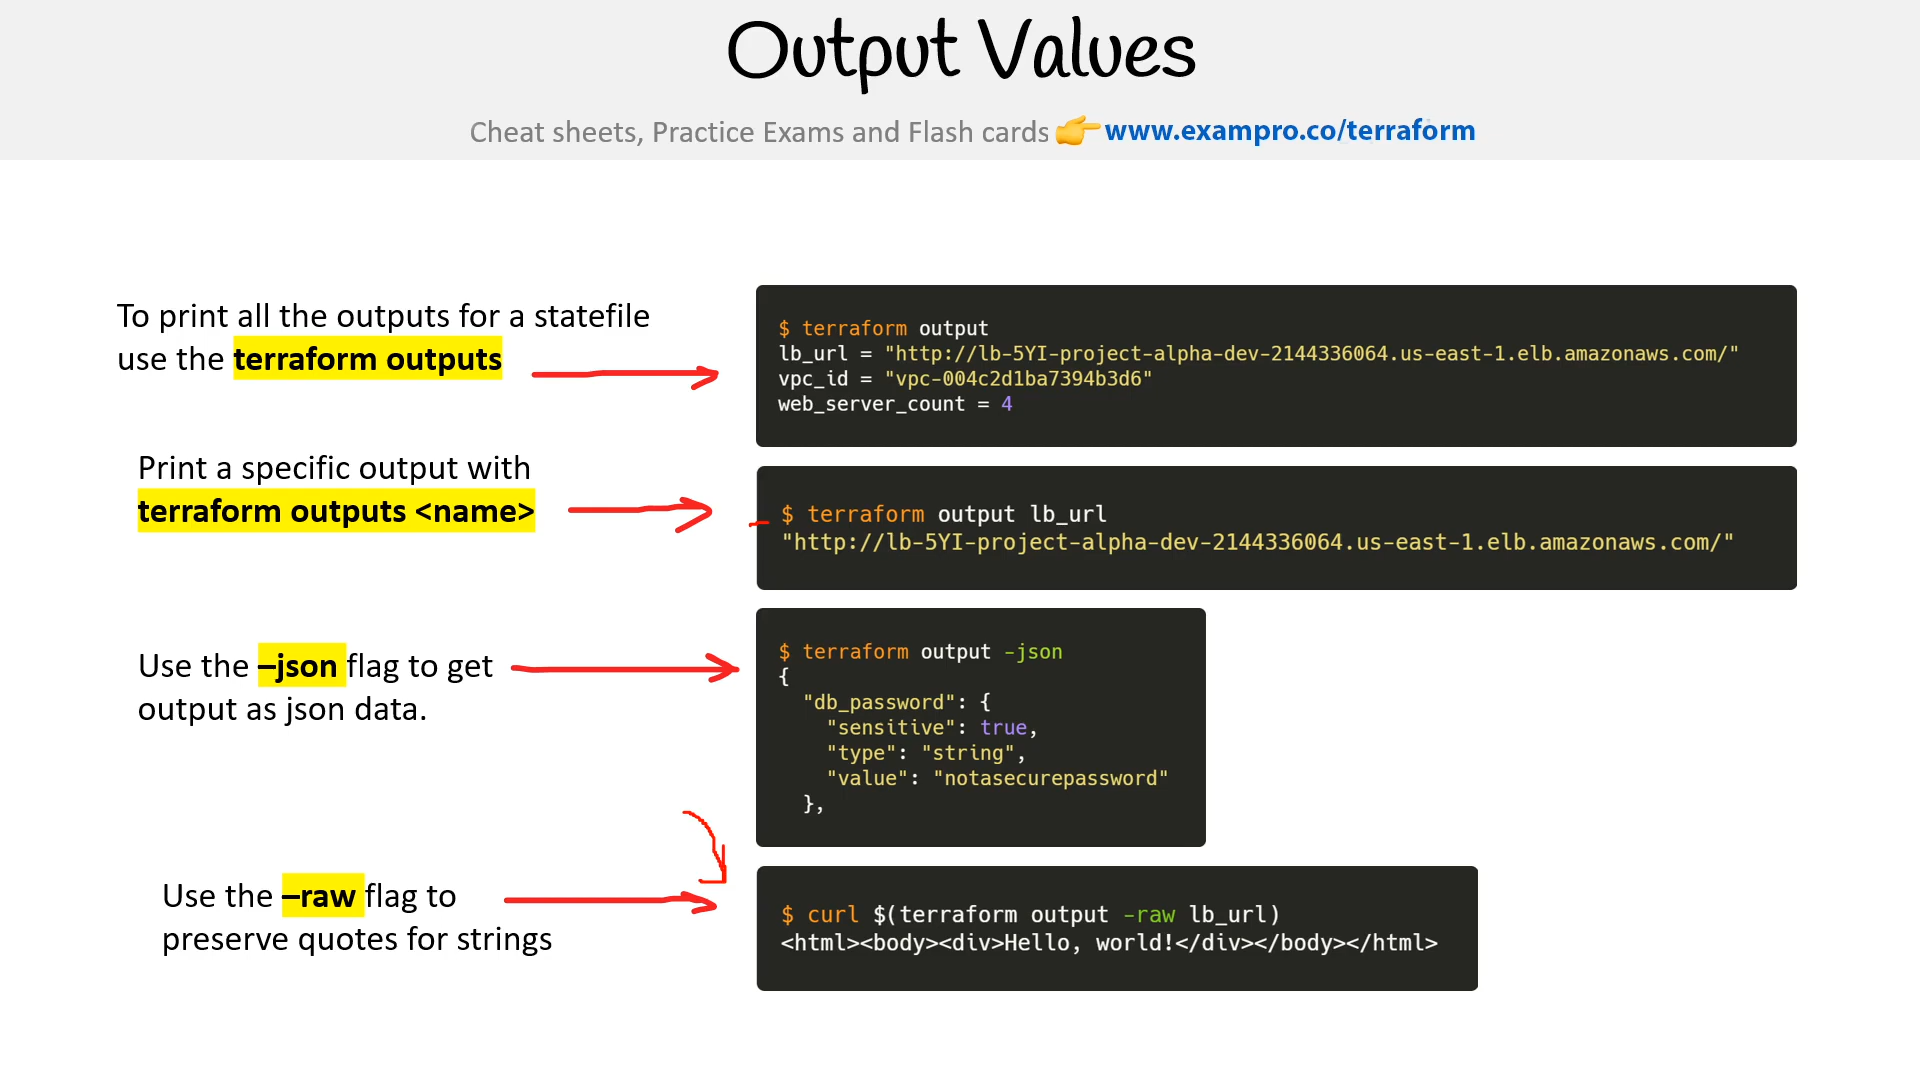 Output Values
Cheat sheets, Practice Exams and Flash cards 👉 www.exampro.co/terraform
To print all the outputs for a statefile
use the terraform outputs
$ terraform output
lb_url = "http://lb-5YI-project-alpha-dev-2144336064.us-east-1.elb.amazonaws.com/"
vpc_id = "vpc-004c2d1ba7394b3d6"
web_server_count = 4
Print a specific output with
terraform outputs <name>
$ terraform output lb_url
"http://lb-5YI-project-alpha-dev-2144336064.us-east-1.elb.amazonaws.com/"
Use the –json flag to get
output as json data.
$ terraform output -json
{
  "db_password": {
    "sensitive": true,
    "type": "string",
    "value": "notasecurepassword"
  },
Use the –raw flag to
preserve quotes for strings
$ curl $(terraform output -raw lb_url)
<html><body><div>Hello, world!</div></body></html>